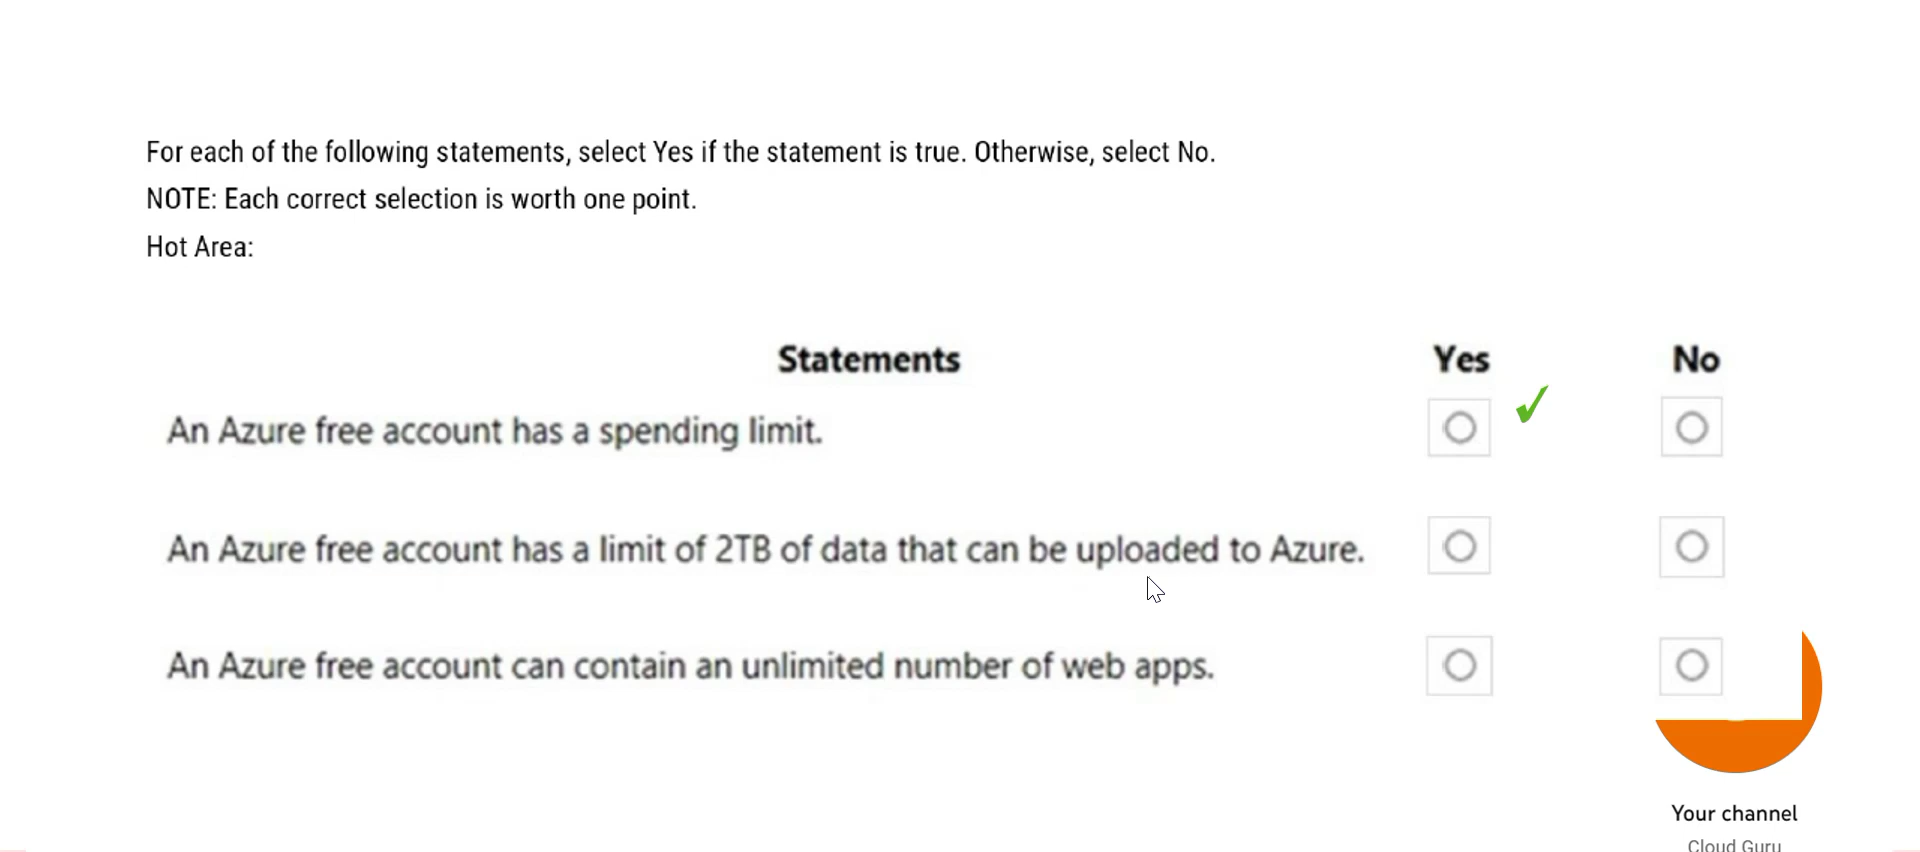 For each of the following statements, select Yes if the statement is true. Otherwise, select No.
NOTE: Each correct selection is worth one point.
Hot Area:
Statements Yes No
An Azure free account has a spending limit.
An Azure free account has a limit of 2TB of data that can be uploaded to Azure.
An Azure free account can contain an unlimited number of web apps.
Your channel
Cloud Guru